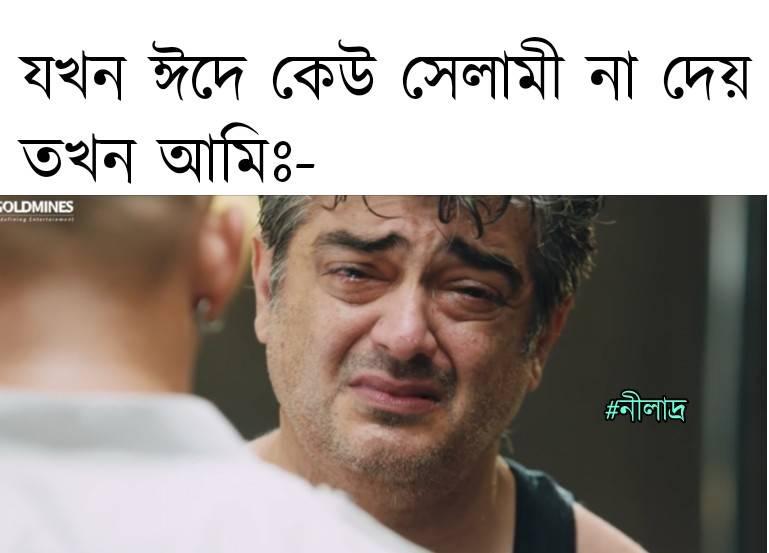 যখন ঈদে কেউ সেলামী না দেয়
তখন আমিঃ-
GOLDMINES
#নীলাদ্র